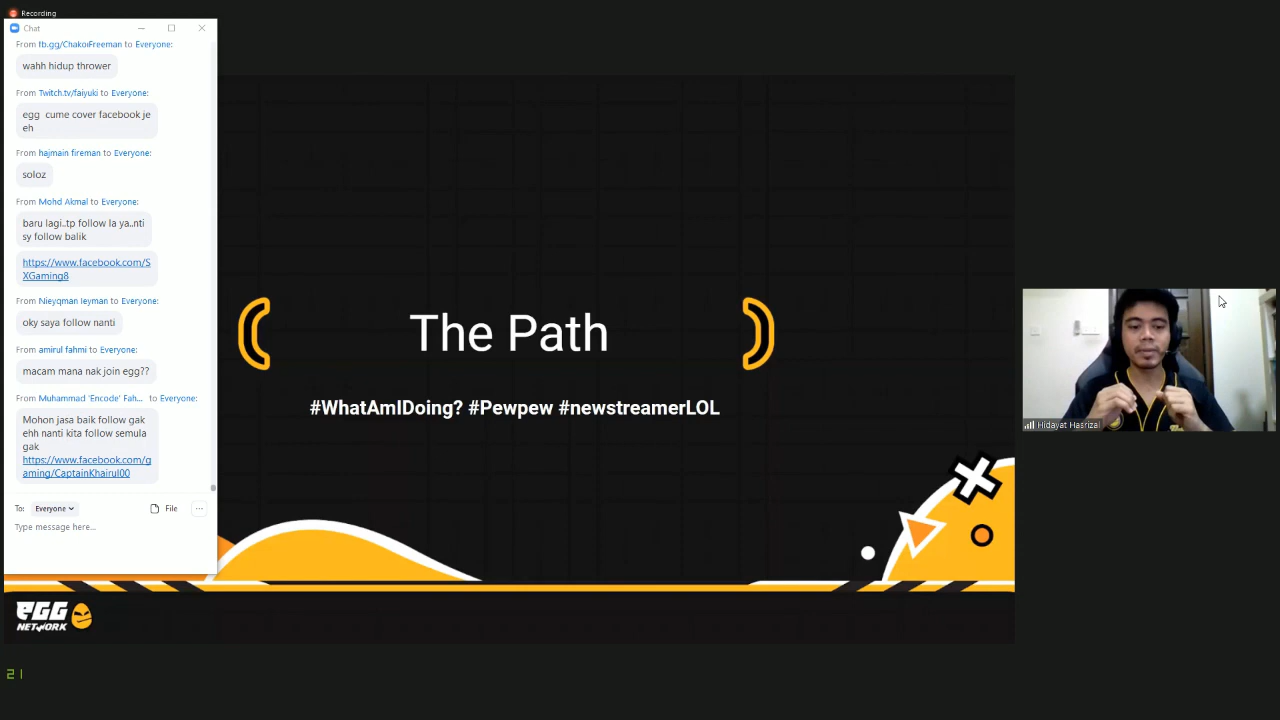 Recording
Chat
From fb.gg/ChakoiFreeman to Everyone:
wahh hidup thrower
From Twitch.tv/faiyuki to Everyone:
egg cume cover facebook je
eh
From hajmain fireman to Everyone:
soloz
From Mohd Akmal to Everyone:
baru lagi..tp follow la ya..nti
sy follow balik
https://www.facebook.com/S
XGaming8
From Nieyqman leyman to Everyone:
oky saya follow nanti
From amirul fahmi to Everyone:
macam mana nak join egg??
From Muhammad 'Encode' Fah... to Everyone:
Mohon jasa baik follow gak
ehh nanti kita follow semula
gak
https://www.facebook.com/g
aming/CaptainKhairul00
To: Everyone
File
Type message here...
The Path
#WhatAmIDoing? #Pewpew #newstreamerLOL
Hidayat Hasrizal
EGG
NETWORK
21